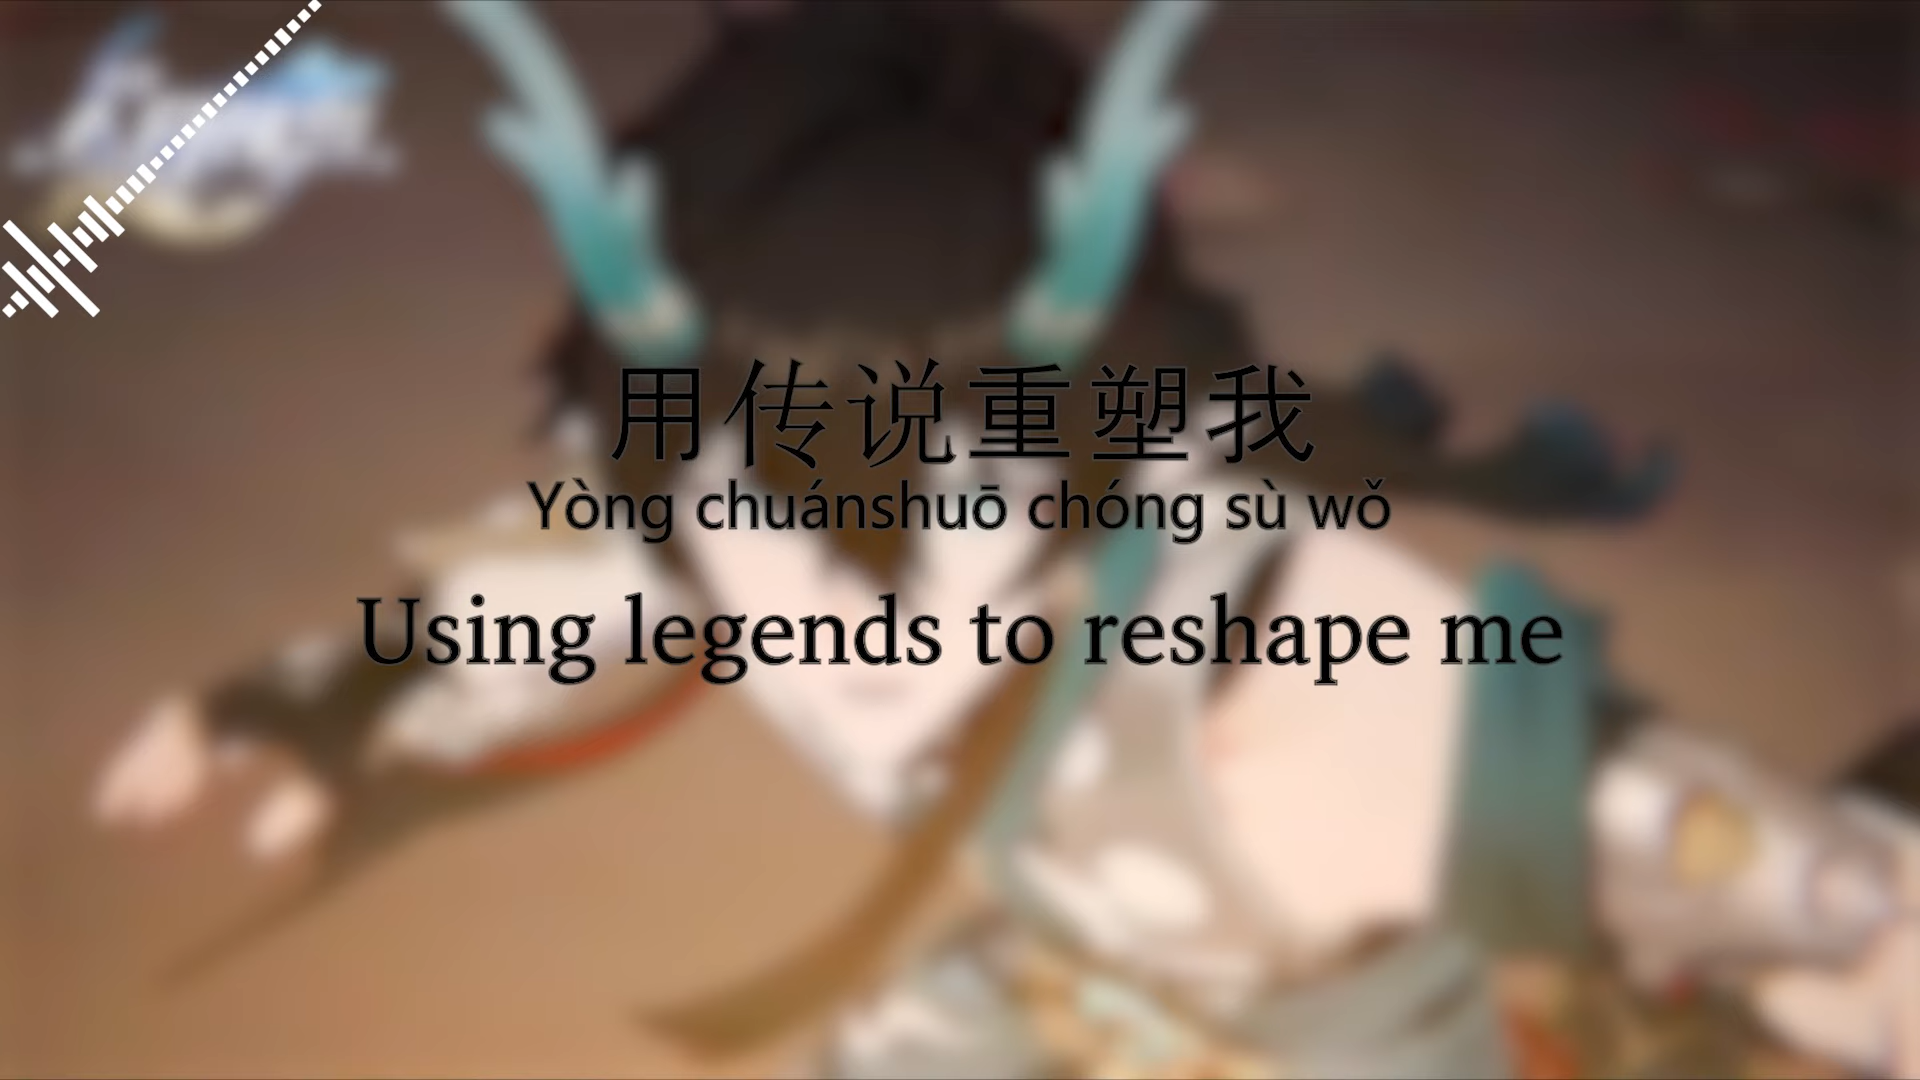 用传说重塑我
Yòng chuánshuō chóng sù wǒ
Using legends to reshape me